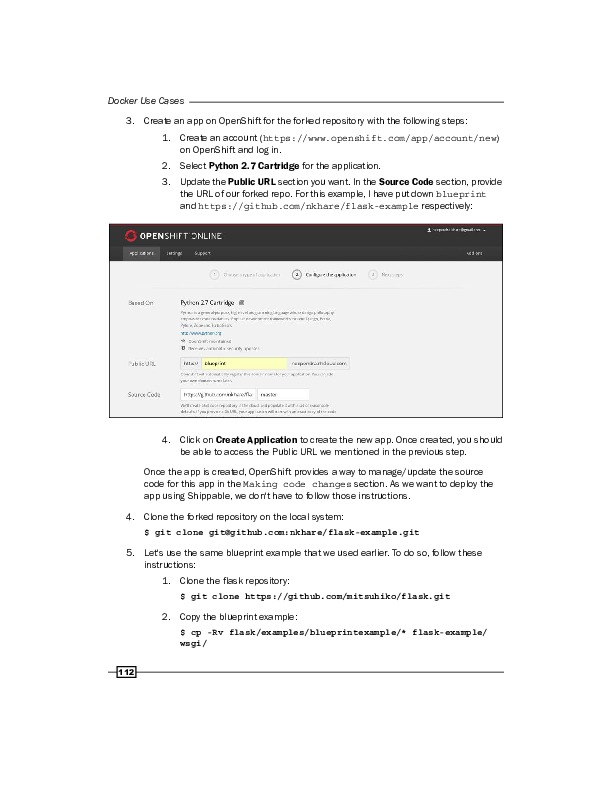 Docker Use Cases
3. Create an app on OpenShift for the forked repository with the following steps:
1. Create an account (https://www.openshift.com/app/account/new)
on OpenShift and log in.
2. Select Python 2.7 Cartridge for the application.
3. Update the Public URL section you want. In the Source Code section, provide
the URL of our forked repo. For this example, I have put down blueprint
and https://github.com/nkhare/flask-example respectively:
OPENSHIFT ONLINE
Applications Settings Support Add-ons
1 Choose a type of application 2 Configure the application 3 Next steps
Based On Python 2.7 Cartridge
http://www.python.org
Public URL http:// blueprint
Source Code https://github.com/nkhare/fla master
4. Click on Create Application to create the new app. Once created, you should
be able to access the Public URL we mentioned in the previous step.
Once the app is created, OpenShift provides a way to manage/update the source
code for this app in the Making code changes section. As we want to deploy the
app using Shippable, we don't have to follow those instructions.
4. Clone the forked repository on the local system:
$ git clone git@github.com:nkhare/flask-example.git
5. Let's use the same blueprint example that we used earlier. To do so, follow these
instructions:
1. Clone the flask repository:
$ git clone https://github.com/mitsuhiko/flask.git
2. Copy the blueprint example:
$ cp -Rv flask/examples/blueprintexample/* flask-example/
wsgi/
112